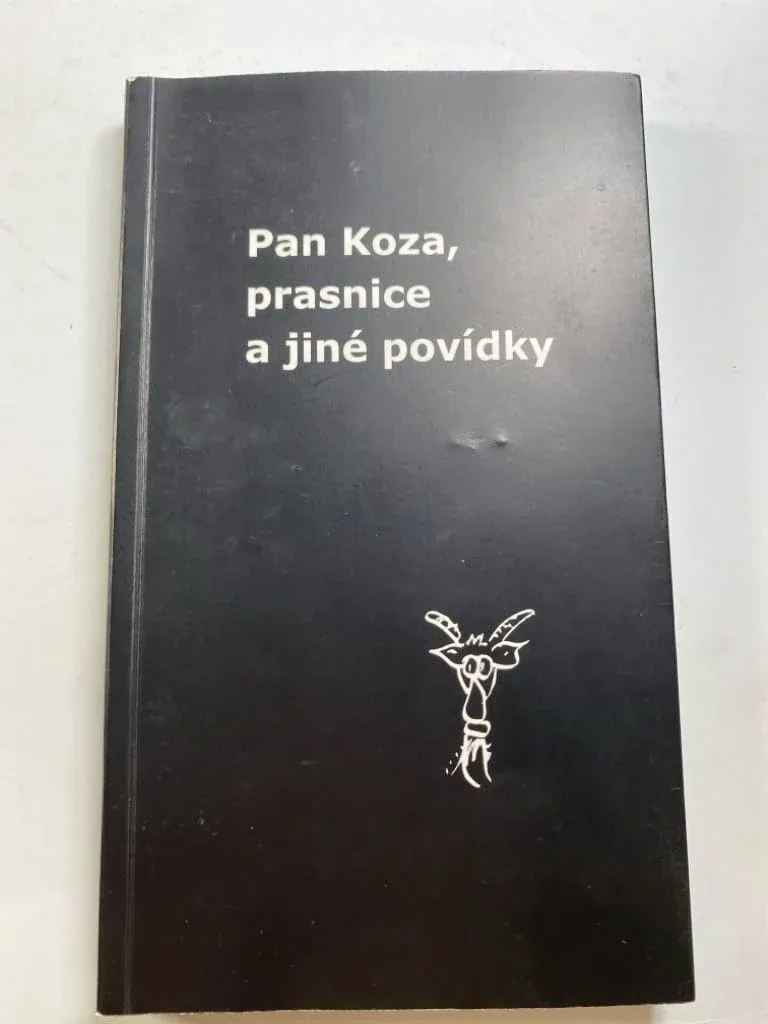 Pan Koza,
prasnice
a jiné povídky